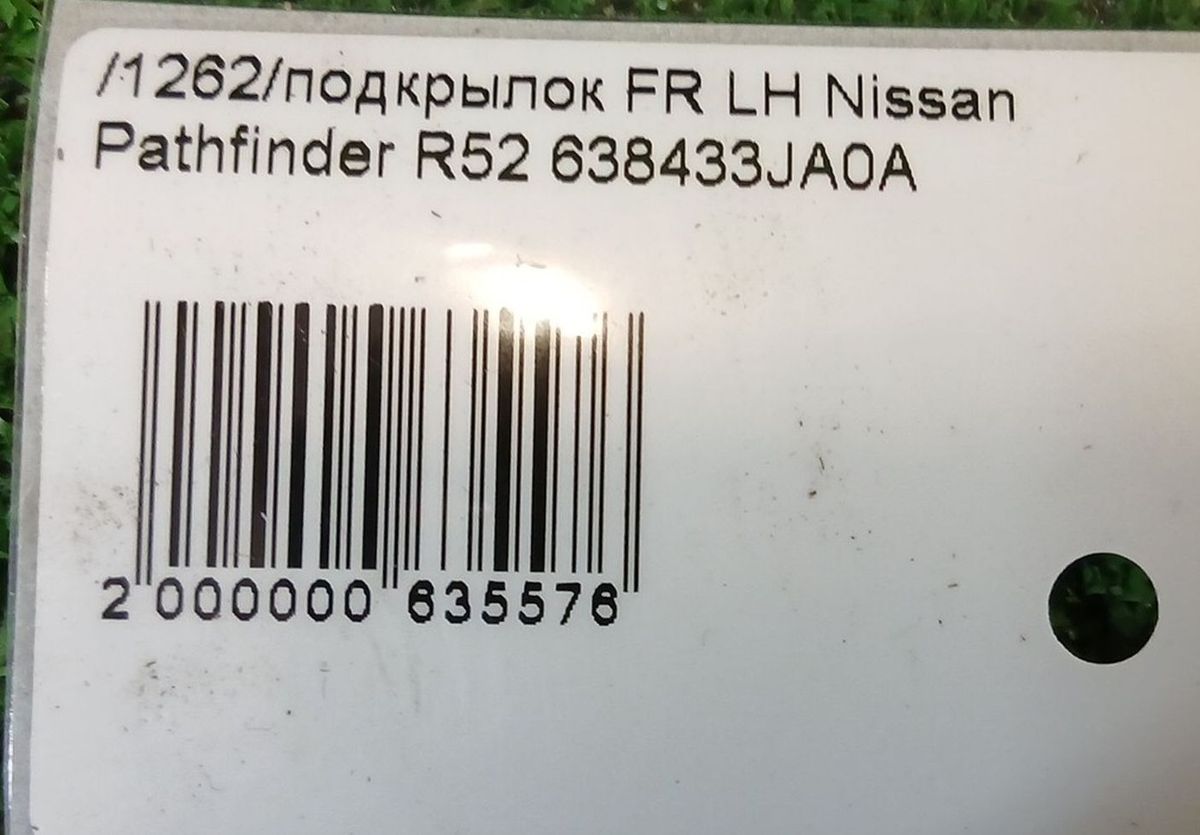 /1262/подкрылок FR LH Nissan
Pathfinder R52 638433JA0A
2 000000 635576